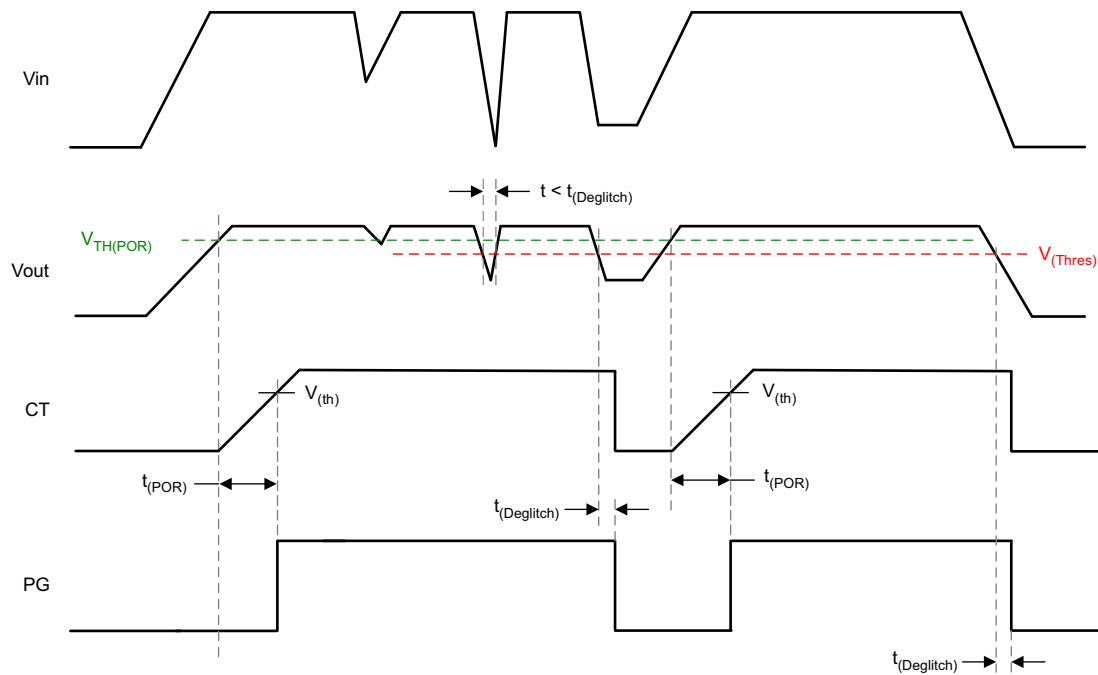 Vin
t < t(Deglitch)
VTH(POR)
V(Thres)
Vout
V(th)
V(th)
CT
t(POR)
t(POR)
t(Deglitch)
PG
t(Deglitch)